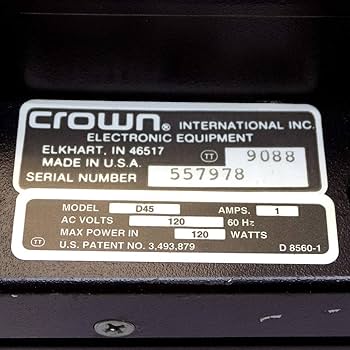 crown® INTERNATIONAL INC.
ELECTRONIC EQUIPMENT
ELKHART, IN 46517
MADE IN U.S.A. TT 9088
SERIAL NUMBER 557978
MODEL D45 AMPS. 1
AC VOLTS 120 60 Hz
MAX POWER IN 120 WATTS
TT U.S. PATENT NO. 3,493,879 D 8560-1